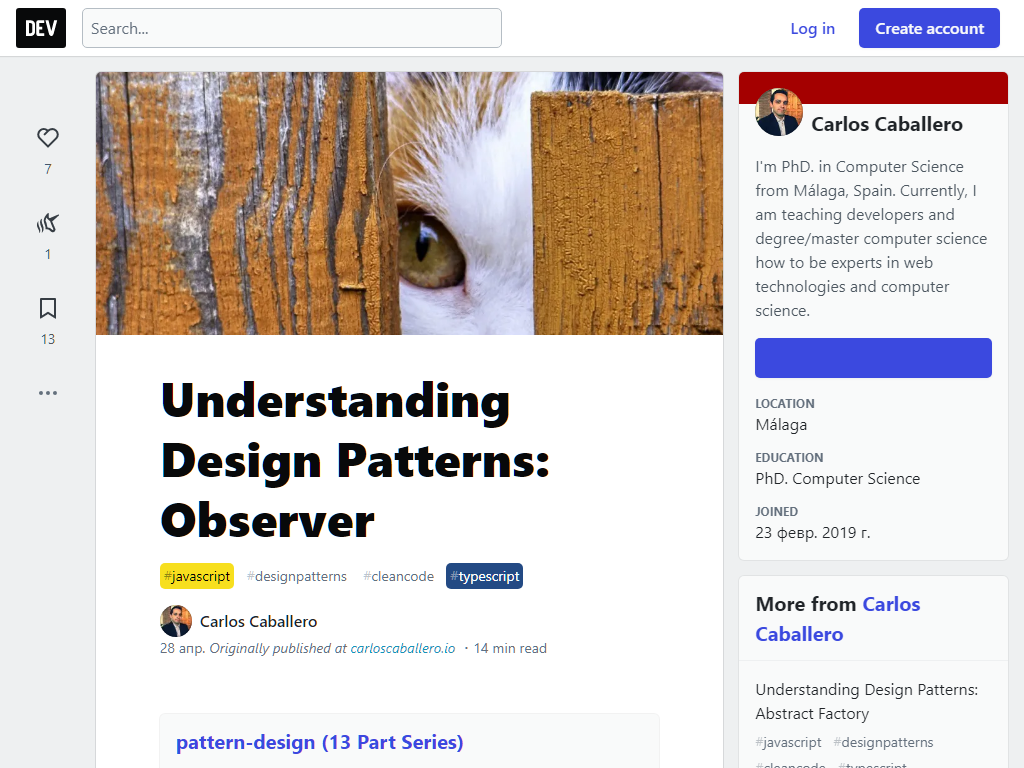 DEV
Search...
Log in
Create account
7
1
13
Understanding
Design Patterns:
Observer
#javascript #designpatterns #cleancode #typescript
Carlos Caballero
28 апр. Originally published at carloscaballero.io ・14 min read
pattern-design (13 Part Series)
Carlos Caballero
I'm PhD. in Computer Science
from Málaga, Spain. Currently, I
am teaching developers and
degree/master computer science
how to be experts in web
technologies and computer
science.
LOCATION
Málaga
EDUCATION
PhD. Computer Science
JOINED
23 февр. 2019 г.
More from Carlos
Caballero
Understanding Design Patterns:
Abstract Factory
#javascript #designpatterns
#cleancode #typescript